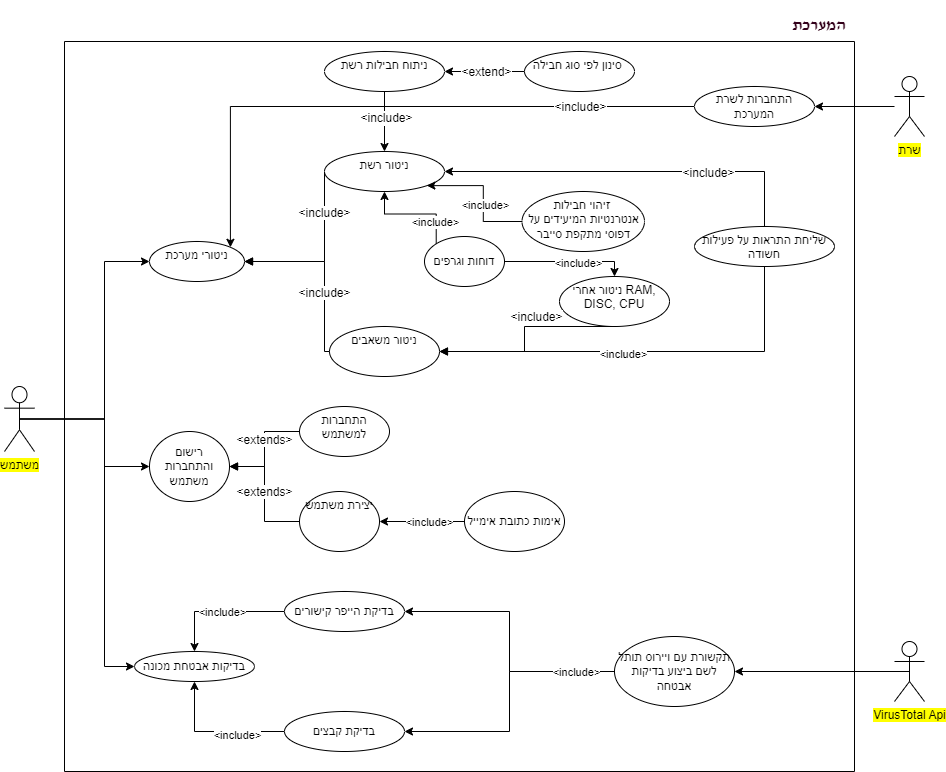 המערכת
ניתוח חבילות רשת
<extend>
סינון לפי סוג חבילה
<include>
התחברות לשרת
המערכת
שרת
<include>
ניטור רשת
<include>
<include>
<include>
<include>
זיהוי חבילות
אנטרנטיות המיעידים על
דפוסי מתקפת סייבר
שליחת התראות על פעילות
חשודה
ניטורי מערכת
דוחות וגרפים
<include>
ניטור אחרי RAM,
DISC, CPU
<include>
<include>
ניטור משאבים
<include>
משתמש
התחברות
למשתמש
<extends>
רישום
והתחברות
משתמש
<extends>
יצירת משתמש
<include>
אימות כתובת אימייל
<include>
בדיקת הייפר קישורים
בדיקות אבטחת מכונה
<include>
תקשורת עם ויירוס תותל
לשם ביצוע בדיקות
אבטחה
VirusTotal Api
<include>
בדיקת קבצים